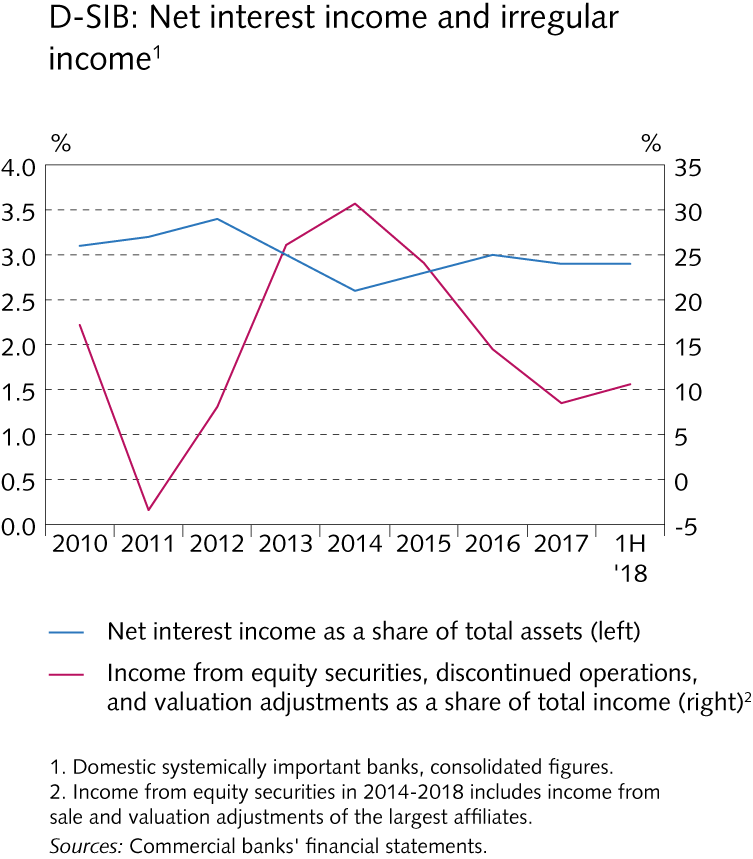 D-SIB: Net interest income and irregular
income¹
% %
4.0 35
3.5 30
3.0 25
2.5 20
2.0 15
1.5 10
1.0 5
0.5 0
0.0 -5
2010 2011 2012 2013 2014 2015 2016 2017 1H
'18
Net interest income as a share of total assets (left)
Income from equity securities, discontinued operations,
and valuation adjustments as a share of total income (right)²
1. Domestic systemically important banks, consolidated figures.
2. Income from equity securities in 2014-2018 includes income from
sale and valuation adjustments of the largest affiliates.
Sources: Commercial banks' financial statements.